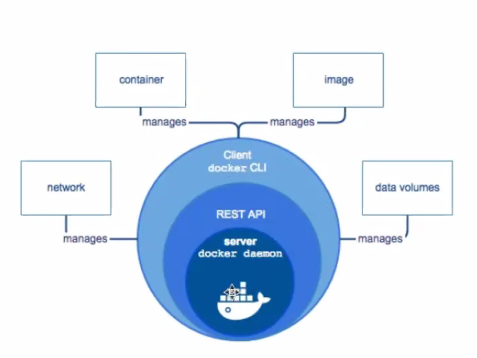 container
image
manages
manages
Client
docker CLI
network
data volumes
REST API
manages
server
docker daemon
manages